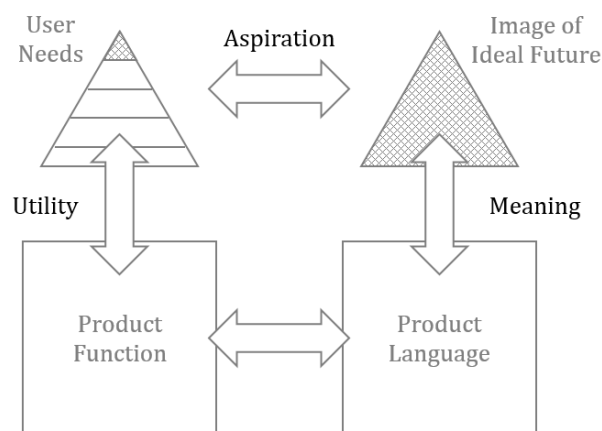 User
Needs
Aspiration
Image of
Ideal Future
Utility
Meaning
Product
Function
Product
Language